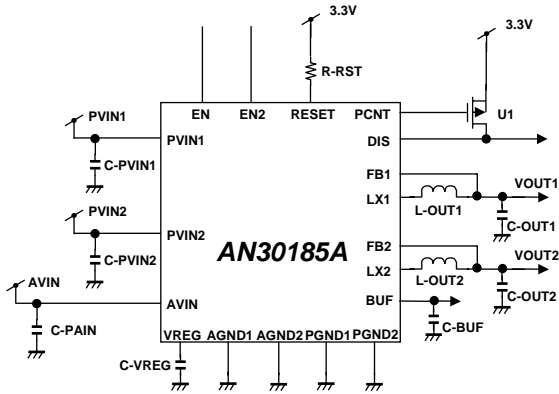 3.3V
3.3V
R-RST
EN EN2 RESET PCNT
U1
PVIN1
PVIN1
C-PVIN1
DIS
FB1
LX1
VOUT1
L-OUT1
C-OUT1
PVIN2
PVIN2
C-PVIN2
AN30185A
FB2
LX2
VOUT2
L-OUT2
C-OUT2
AVIN
AVIN
C-PAIN
BUF
C-BUF
VREG AGND1 AGND2 PGND1 PGND2
C-VREG